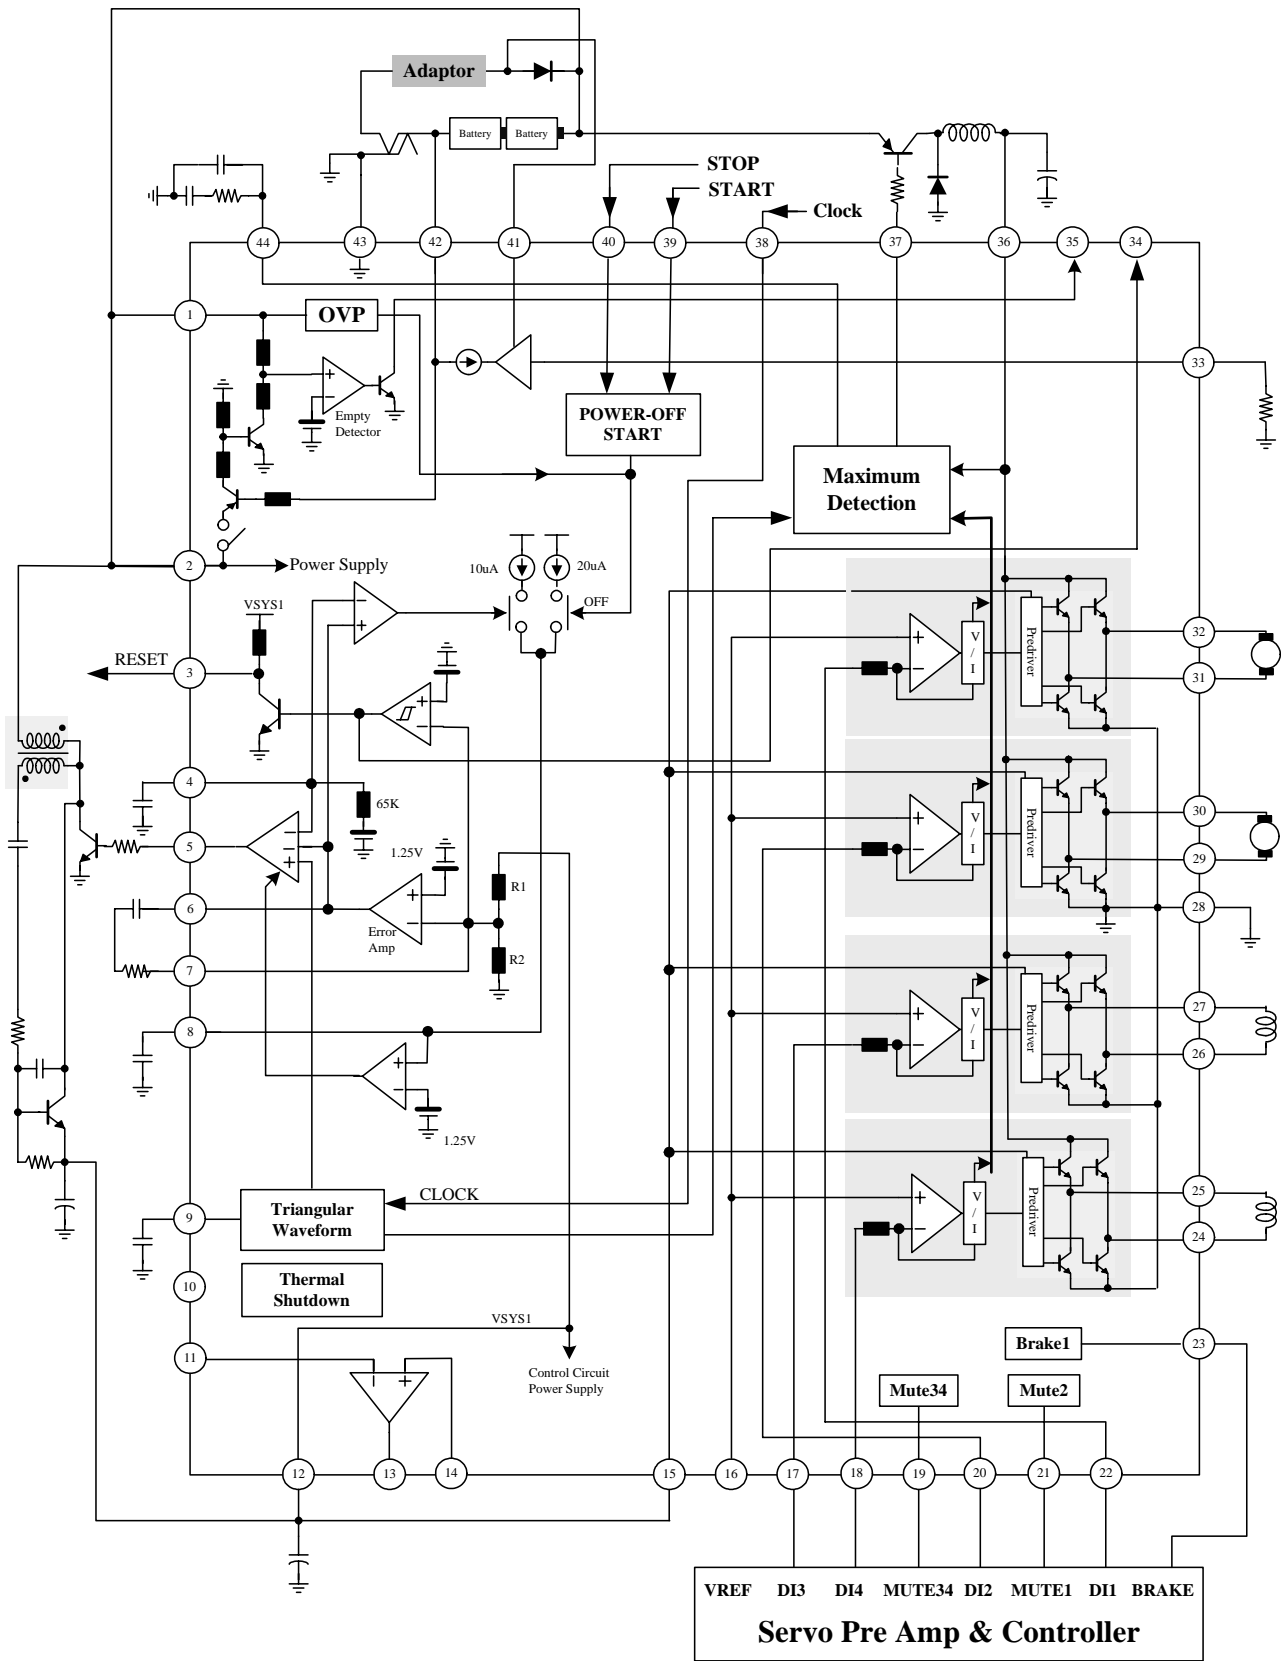 Adaptor
Battery
Battery
STOP
START
Clock
44
43
42
41
40
39
38
37
36
35
34
1
OVP
+
−
Empty
Detector
POWER-OFF
START
33
Maximum
Detection
2
Power Supply
10uA
20uA
OFF
VSYS1
−
+
RESET
3
+
−
4
65K
5
−
−
+
1.25V
6
Error
Amp
+
−
R1
R2
7
8
+
−
1.25V
+
−
V
/
I
Predriver
32
31
+
−
V
/
I
Predriver
30
29
28
+
−
V
/
I
Predriver
27
26
+
−
V
/
I
Predriver
25
24
CLOCK
9
Triangular
Waveform
10
Thermal
Shutdown
VSYS1
11
−
+
Control Circuit
Power Supply
Brake1
23
Mute34
Mute2
12
13
14
15
16
17
18
19
20
21
22
VREF DI3 DI4 MUTE34 DI2 MUTE1 DI1 BRAKE
Servo Pre Amp & Controller